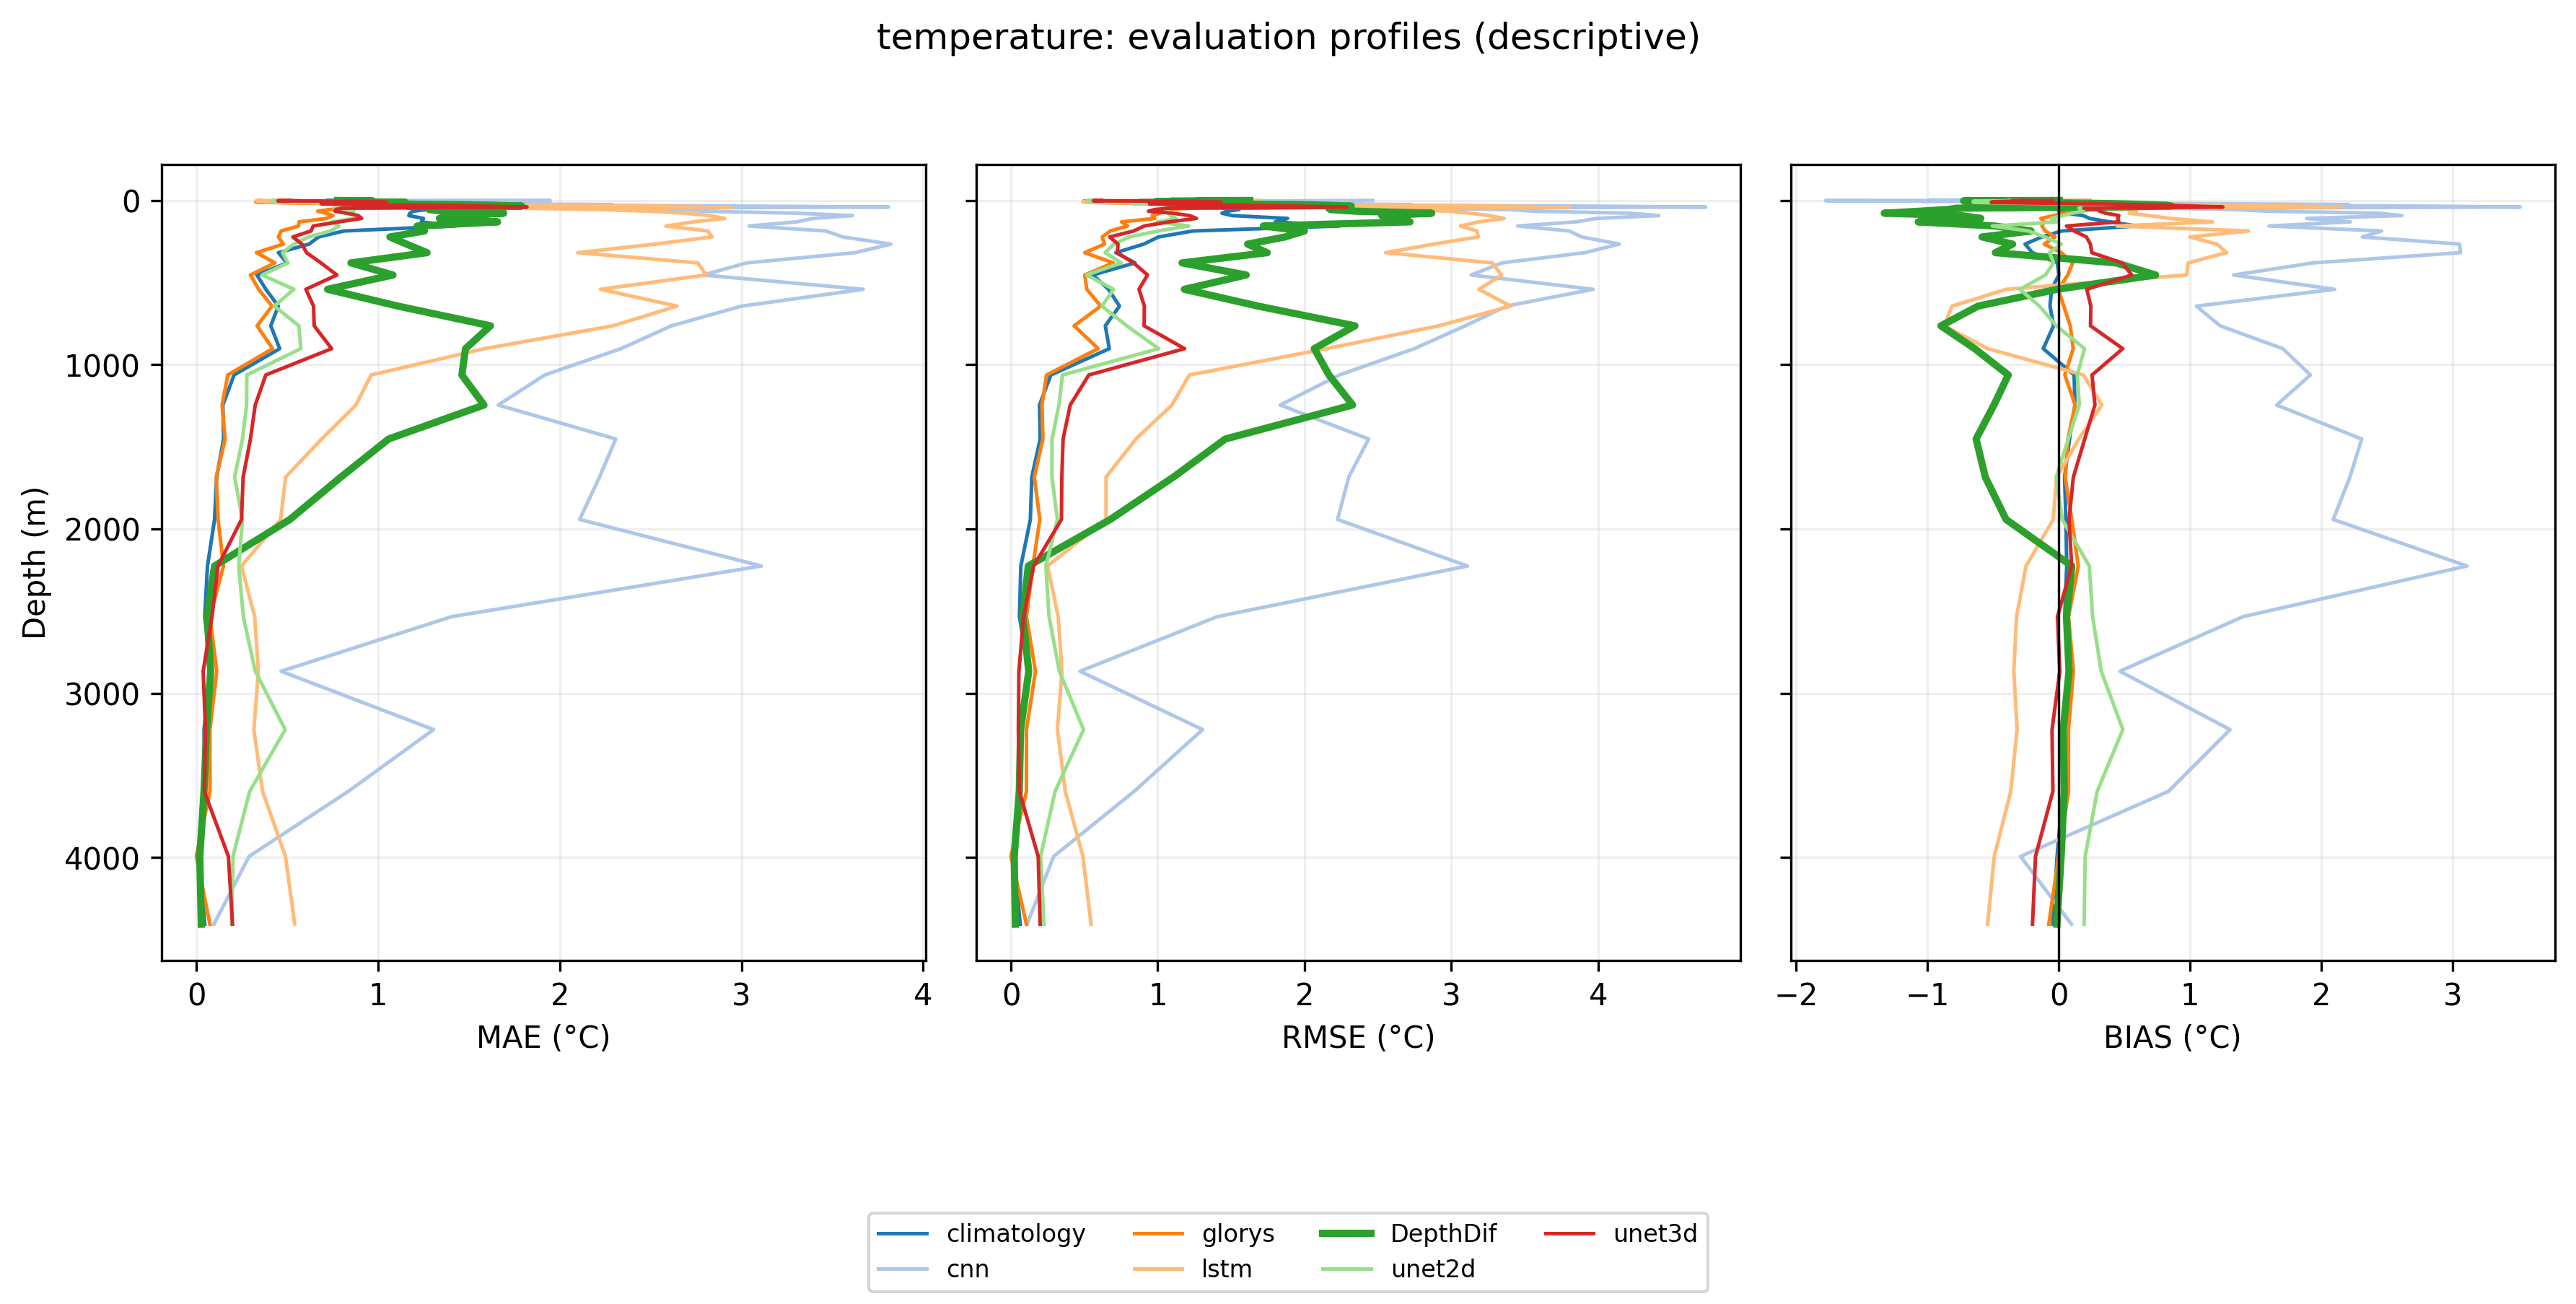 temperature: evaluation profiles (descriptive)
Depth (m)
0
1000
2000
3000
4000
0 1 2 3 4
MAE (°C)
0 1 2 3 4
RMSE (°C)
−2 −1 0 1 2 3
BIAS (°C)
climatology glorys DepthDif unet3d
cnn lstm unet2d